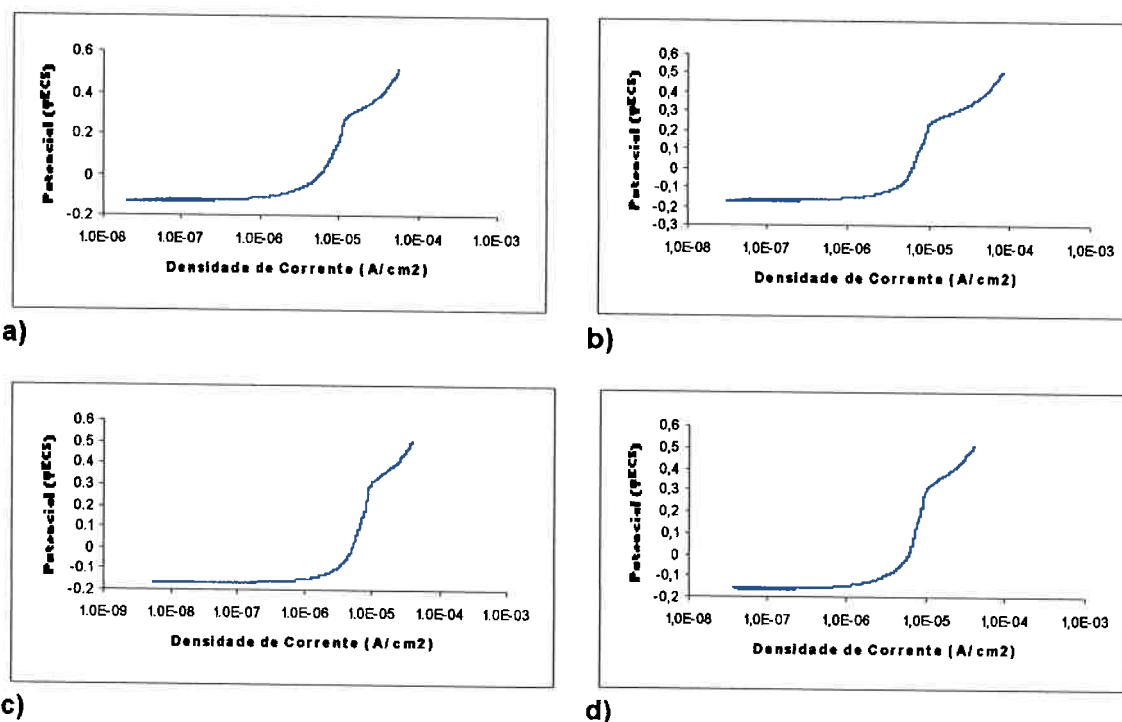 0.6
0.4
0.2
0
-0.2
Potencial (VECS)
1.0E-08 1.0E-07 1.0E-06 1.0E-05 1.0E-04 1.0E-03
Densidade de Corrente (A/cm2)
a)
0,6
0,5
0,4
0,3
0,2
0,1
0
-0,1
-0,2
-0,3
Potencial (VECS)
1,0E-08 1,0E-07 1,0E-06 1,0E-05 1,0E-04 1,0E-03
Densidade de Corrente (A/cm2)
b)
0.6
0.5
0.4
0.3
0.2
0.1
0
-0.1
-0.2
Potencial (VECS)
1.0E-09 1.0E-08 1.0E-07 1.0E-06 1.0E-05 1.0E-04 1.0E-03
Densidade de Corrente (A/cm2)
c)
0,6
0,5
0,4
0,3
0,2
0,1
0
-0,1
-0,2
Potencial (VECS)
1,0E-08 1,0E-07 1,0E-06 1,0E-05 1,0E-04 1,0E-03
Densidade de Corrente (A/cm2)
d)